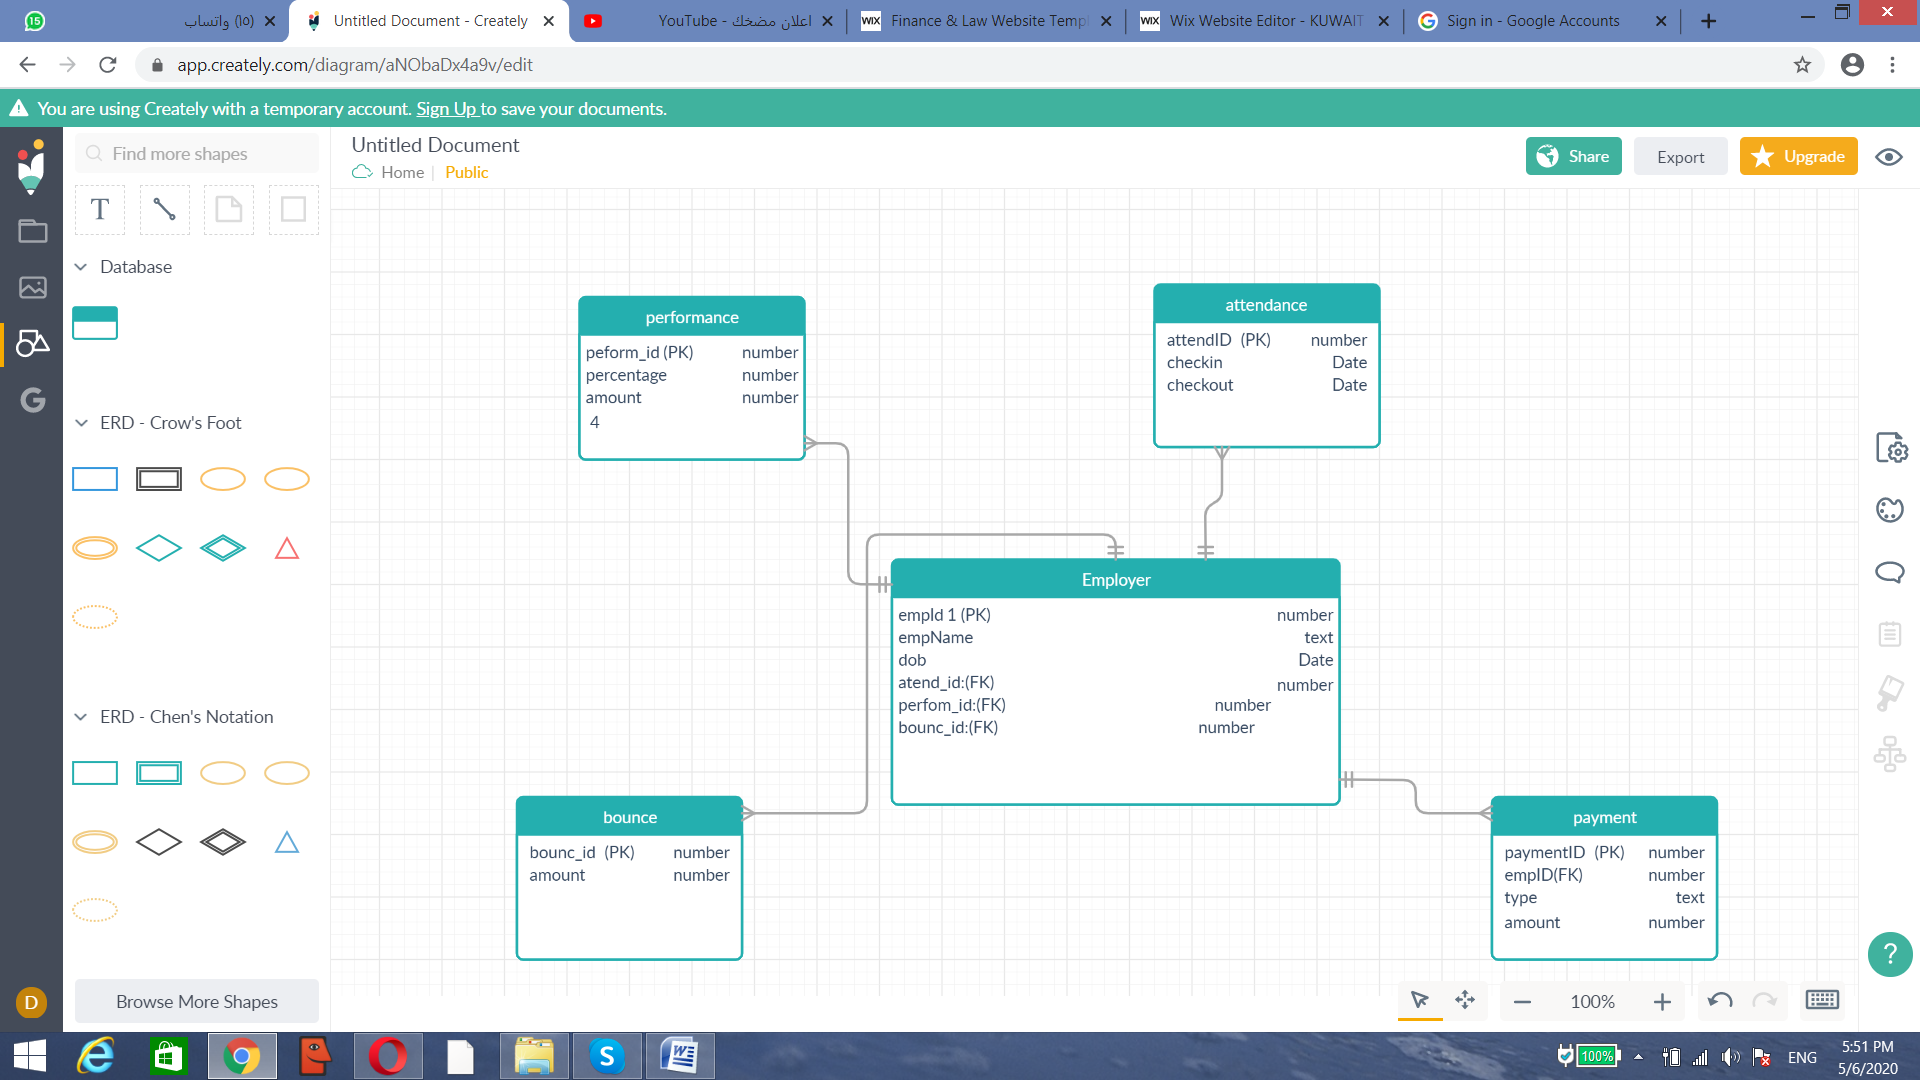 15
(١٥) واتساب
Untitled Document - Creately
اعلان مضحك - YouTube
WIX
Finance & Law Website Temp
WIX
Wix Website Editor - KUWAIT
Sign in - Google Accounts
app.creately.com/diagram/aNObaDx4a9v/edit
You are using Creately with a temporary account. Sign Up to save your documents.
Find more shapes
Untitled Document
Home | Public
Share
Export
Upgrade
T
Database
ERD - Crow's Foot
ERD - Chen's Notation
Browse More Shapes
G
D
performance
peform_id (PK) number
percentage number
amount number
4
attendance
attendID (PK) number
checkin Date
checkout Date
Employer
empId 1 (PK) number
empName text
dob Date
atend_id:(FK) number
perfom_id:(FK) number
bounc_id:(FK) number
bounce
bounc_id (PK) number
amount number
payment
paymentID (PK) number
empID(FK) number
type text
amount number
?
100%
100%
ENG
5:51 PM
5/6/2020